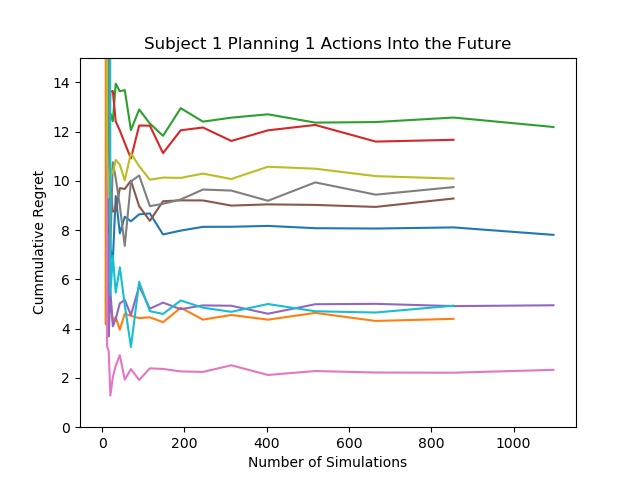 Subject 1 Planning 1 Actions Into the Future
14
12
10
8
6
4
2
0
Cummulative Regret
0 200 400 600 800 1000
Number of Simulations